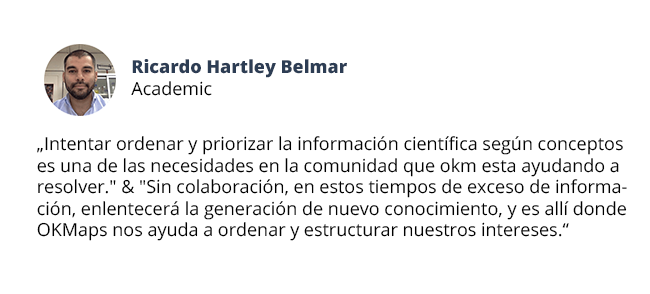 Ricardo Hartley Belmar
Academic
„Intentar ordenar y priorizar la información científica según conceptos
es una de las necesidades en la comunidad que okm esta ayudando a
resolver." & "Sin colaboración, en estos tiempos de exceso de informa-
ción, enlentecerá la generación de nuevo conocimiento, y es allí donde
OKMaps nos ayuda a ordenar y estructurar nuestros intereses.“